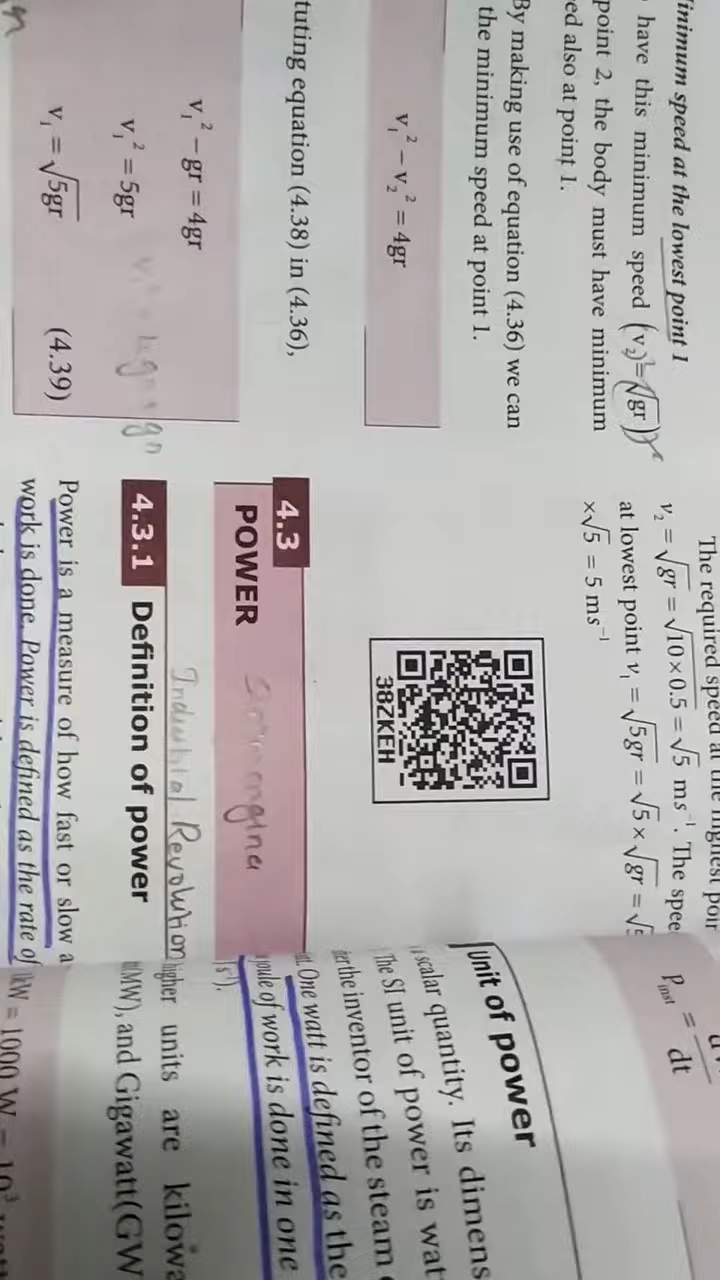 inimum speed at the lowest point 1
have this minimum speed (v₂ = √gr)
point 2, the body must have minimum
ed also at point 1.
By making use of equation (4.36) we can
the minimum speed at point 1.
v₁² – v₂² = 4gr
tuting equation (4.38) in (4.36),
v₁² – gr = 4gr
v₁² = 5gr
v₁ = √5gr (4.39)
The required speed at the highest poin
v₂ = √gr = √10×0.5 = √5 ms⁻¹. The spee
at lowest point v₁ = √5gr = √5 × √gr = √5
×√5 = 5 ms⁻¹
38ZKEH
4.3
POWER
engina
Industrial Revolution
4.3.1 Definition of power
Power is a measure of how fast or slow a
work is done. Power is defined as the rate of
P inst = dt
Unit of power
scalar quantity. Its dimens
The SI unit of power is wat
the inventor of the steam
One watt is defined as the
joule of work is done in one
s⁻¹).
higher units are kilowa
(MW), and Gigawatt(GW
kW = 1000 W = 10³